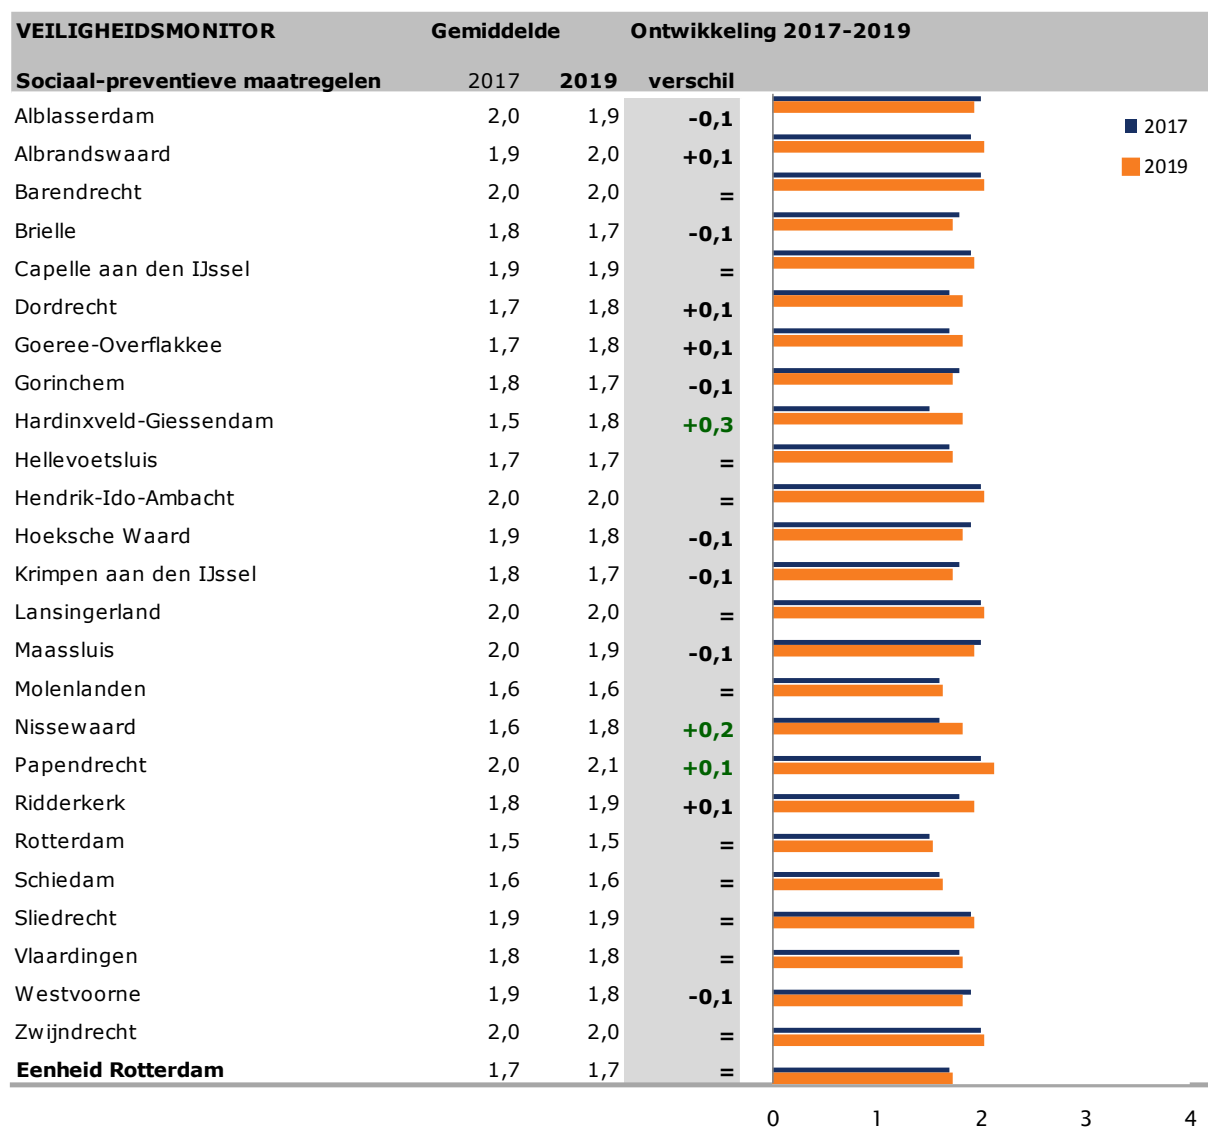 VEILIGHEIDSMONITOR Gemiddelde Ontwikkeling 2017-2019
Sociaal-preventieve maatregelen 2017 2019 verschil
Alblasserdam 2,0 1,9 -0,1
2017
Albrandswaard 1,9 2,0 +0,1
2019
Barendrecht 2,0 2,0 =
Brielle 1,8 1,7 -0,1
Capelle aan den IJssel 1,9 1,9 =
Dordrecht 1,7 1,8 +0,1
Goeree-Overflakkee 1,7 1,8 +0,1
Gorinchem 1,8 1,7 -0,1
Hardinxveld-Giessendam 1,5 1,8 +0,3
Hellevoetsluis 1,7 1,7 =
Hendrik-Ido-Ambacht 2,0 2,0 =
Hoeksche Waard 1,9 1,8 -0,1
Krimpen aan den IJssel 1,8 1,7 -0,1
Lansingerland 2,0 2,0 =
Maassluis 2,0 1,9 -0,1
Molenlanden 1,6 1,6 =
Nissewaard 1,6 1,8 +0,2
Papendrecht 2,0 2,1 +0,1
Ridderkerk 1,8 1,9 +0,1
Rotterdam 1,5 1,5 =
Schiedam 1,6 1,6 =
Sliedrecht 1,9 1,9 =
Vlaardingen 1,8 1,8 =
Westvoorne 1,9 1,8 -0,1
Zwijndrecht 2,0 2,0 =
Eenheid Rotterdam 1,7 1,7 =
0 1 2 3 4